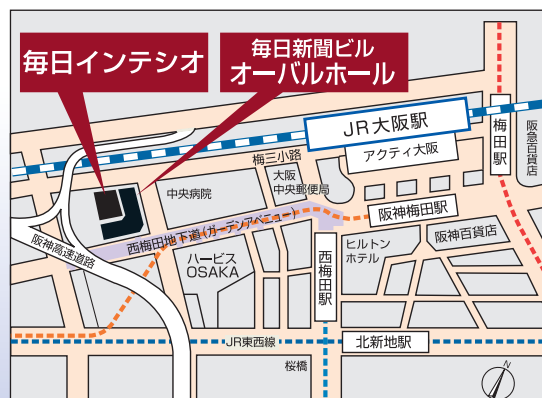 毎日インテシオ
毎日新聞ビル
オーバルホール
JR大阪駅
梅田駅
阪急百貨店
アクティ大阪
梅三小路
大阪
中央郵便局
中央病院
阪神梅田駅
西梅田地下道(ガーデンアベニュー)
阪神高速道路
ハービス
OSAKA
西梅田駅
ヒルトン
ホテル
阪神百貨店
JR東西線
北新地駅
桜橋
N